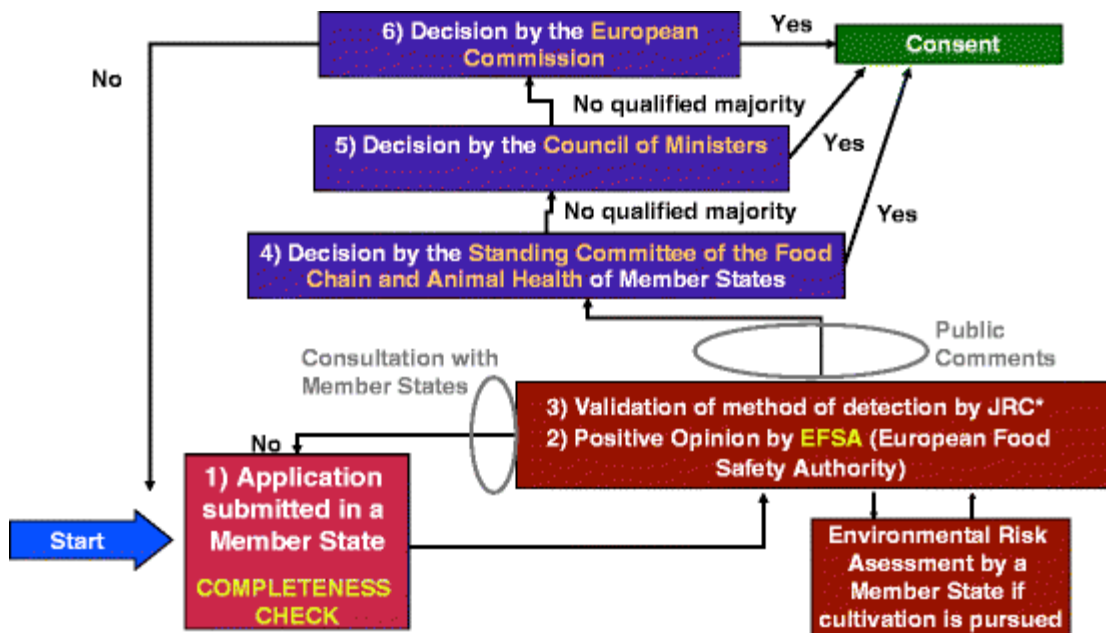 6) Decision by the European
Commission
Yes
Consent
No
No qualified majority
5) Decision by the Council of Ministers
Yes
No qualified majority
Yes
4) Decision by the Standing Committee of the Food
Chain and Animal Health of Member States
Public
Comments
Consultation with
Member States
3) Validation of method of detection by JRC*
2) Positive Opinion by EFSA (European Food
Safety Authority)
No
1) Application
submitted in a
Member State
COMPLETENESS
CHECK
Start
Environmental Risk
Asessment by a
Member State if
cultivation is pursued